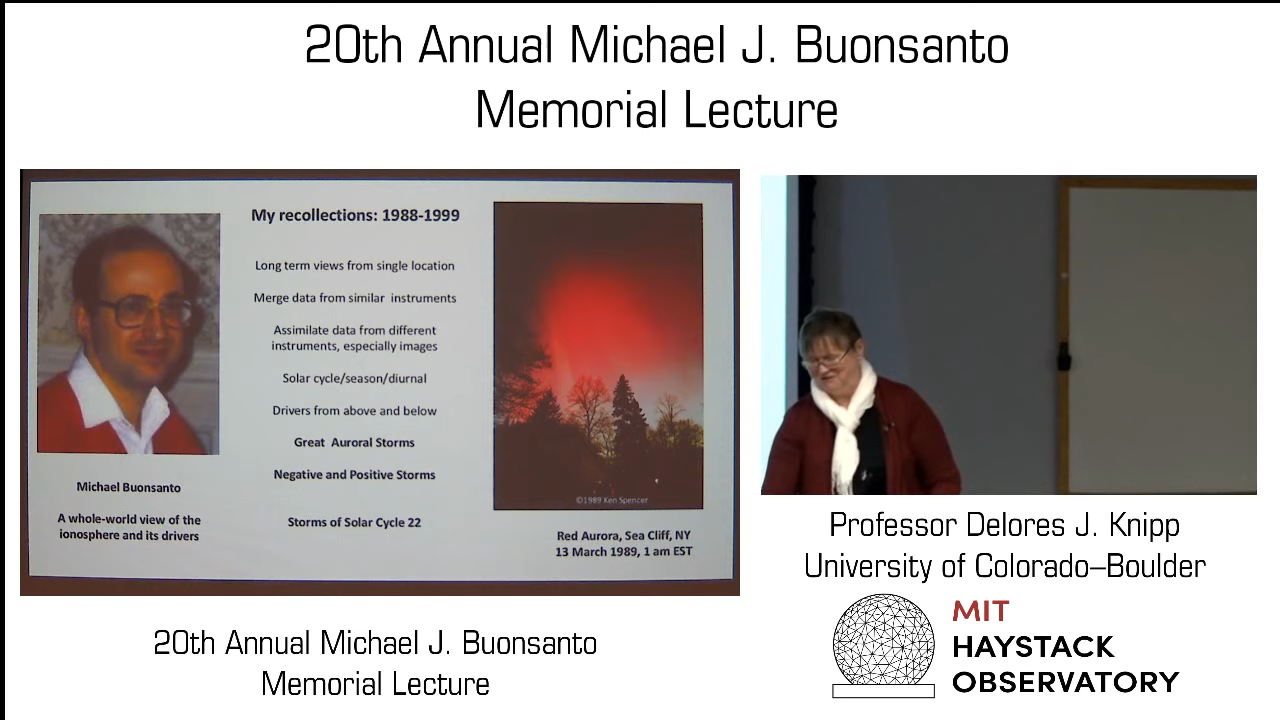 20th Annual Michael J. Buonsanto
Memorial Lecture
My recollections: 1988-1999
Long term views from single location
Merge data from similar instruments
Assimilate data from different
instruments, especially images
Solar cycle/season/diurnal
Drivers from above and below
Great Auroral Storms
Negative and Positive Storms
Storms of Solar Cycle 22
Michael Buonsanto
A whole-world view of the
ionosphere and its drivers
©1989 Ken Spencer
Red Aurora, Sea Cliff, NY
13 March 1989, 1 am EST
20th Annual Michael J. Buonsanto
Memorial Lecture
Professor Delores J. Knipp
University of Colorado–Boulder
MIT
HAYSTACK
OBSERVATORY